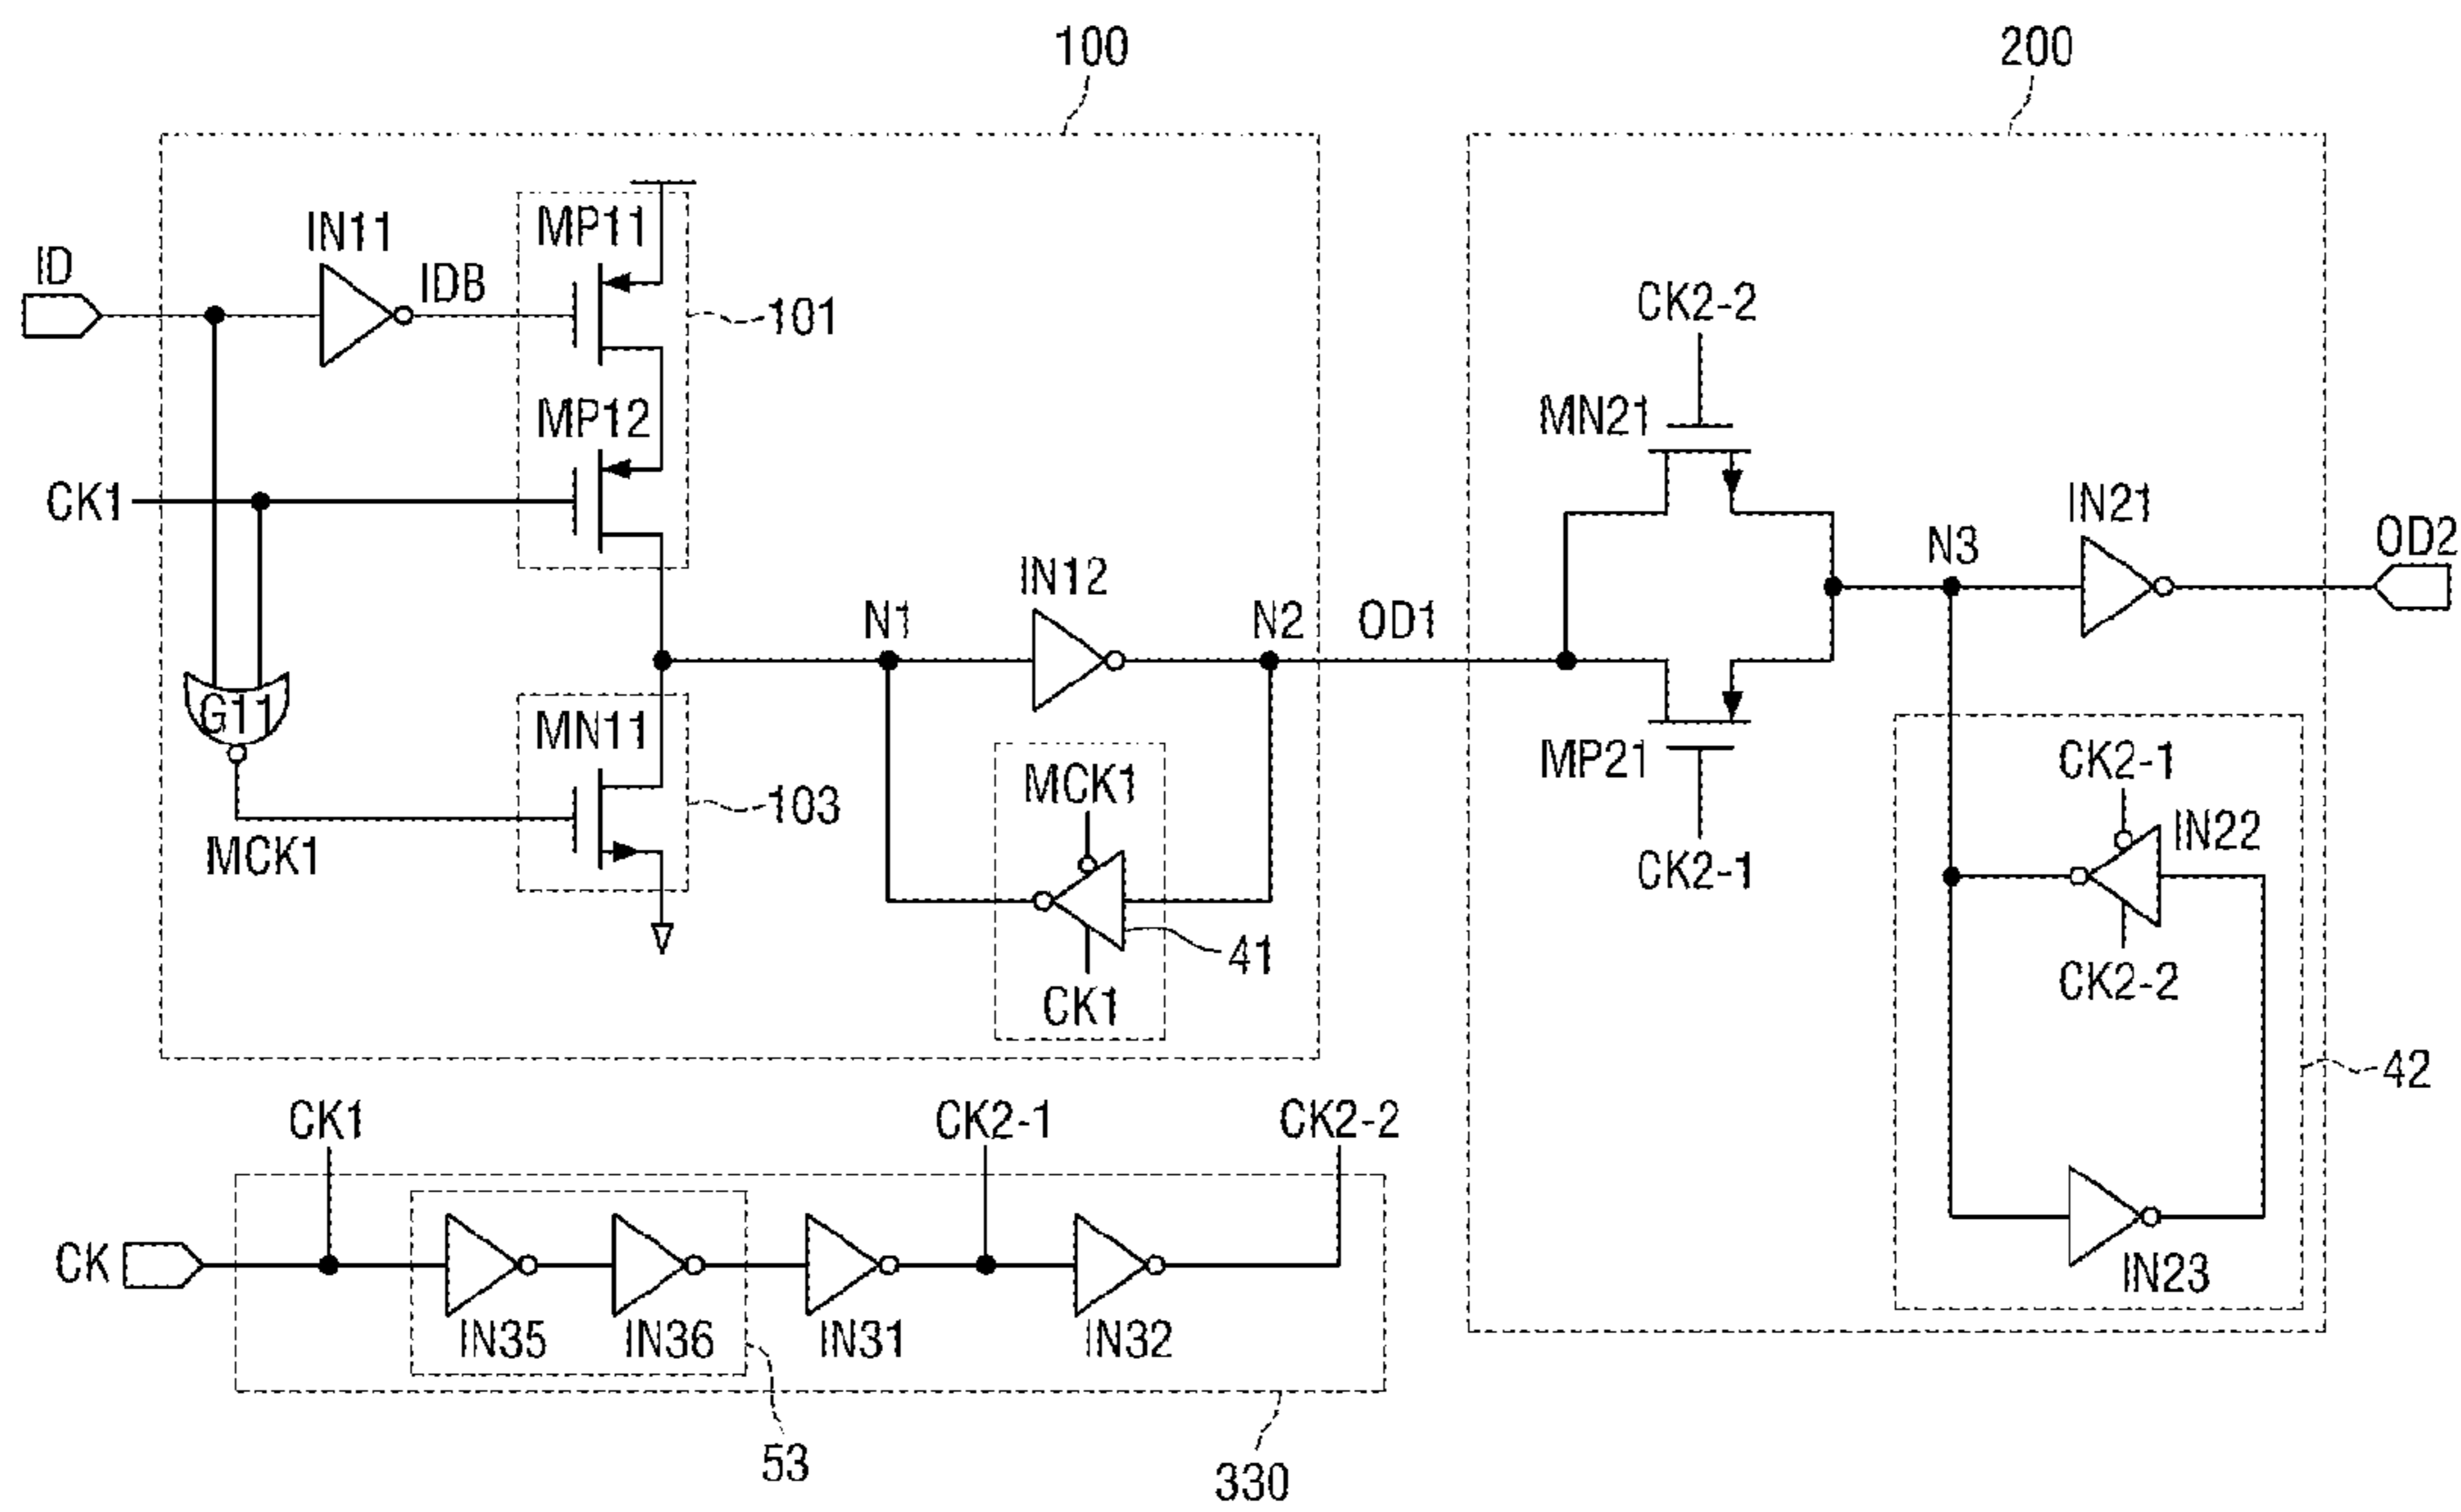 100
200
MP11
IN11
ID
IDB
101
CK2-2
MP12
MN21
CK1
IN21
OD2
N3
IN12
N1
N2
OD1
G11
MN11
MP21
CK2-1
MCK1
103
CK2-1
IN22
MCK1
41
CK2-2
CK1
42
CK1
CK2-1
CK2-2
CK
IN23
IN35
IN36
IN31
IN32
53
330